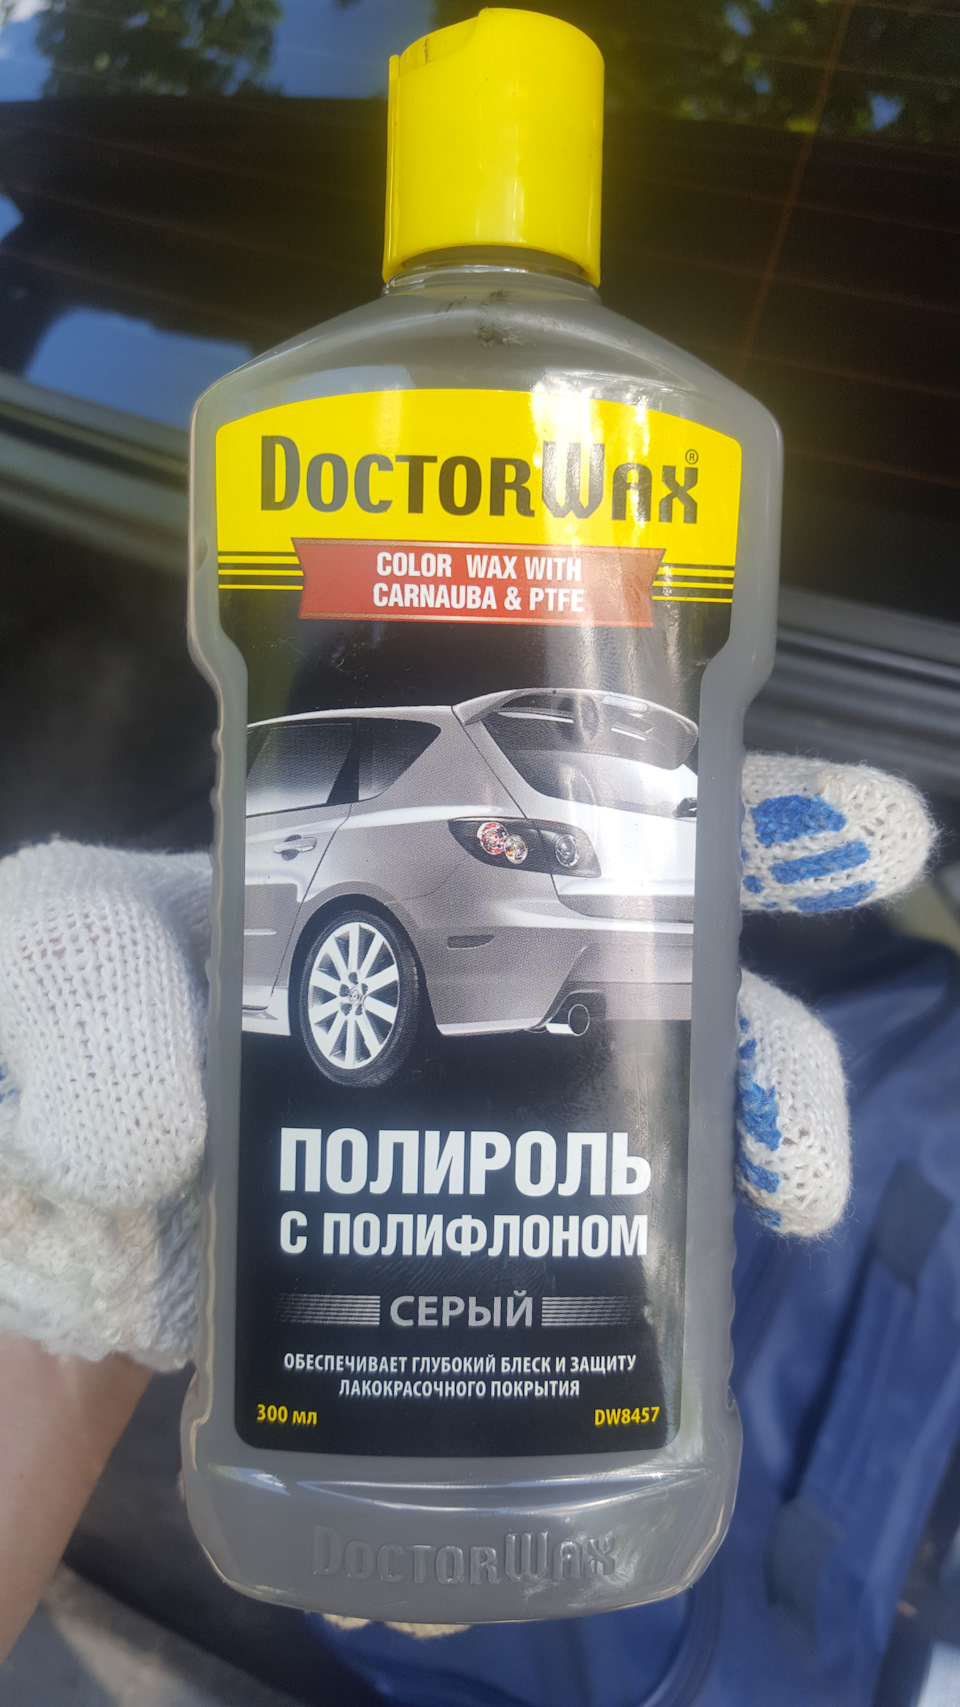 DOCTORWAX®
COLOR WAX WITH
CARNAUBA & PTFE
ПОЛИРОЛЬ
С ПОЛИФЛОНОМ
СЕРЫЙ
ОБЕСПЕЧИВАЕТ ГЛУБОКИЙ БЛЕСК И ЗАЩИТУ
ЛАКОКРАСОЧНОГО ПОКРЫТИЯ
300 мл DW8457
DOCTORWAX